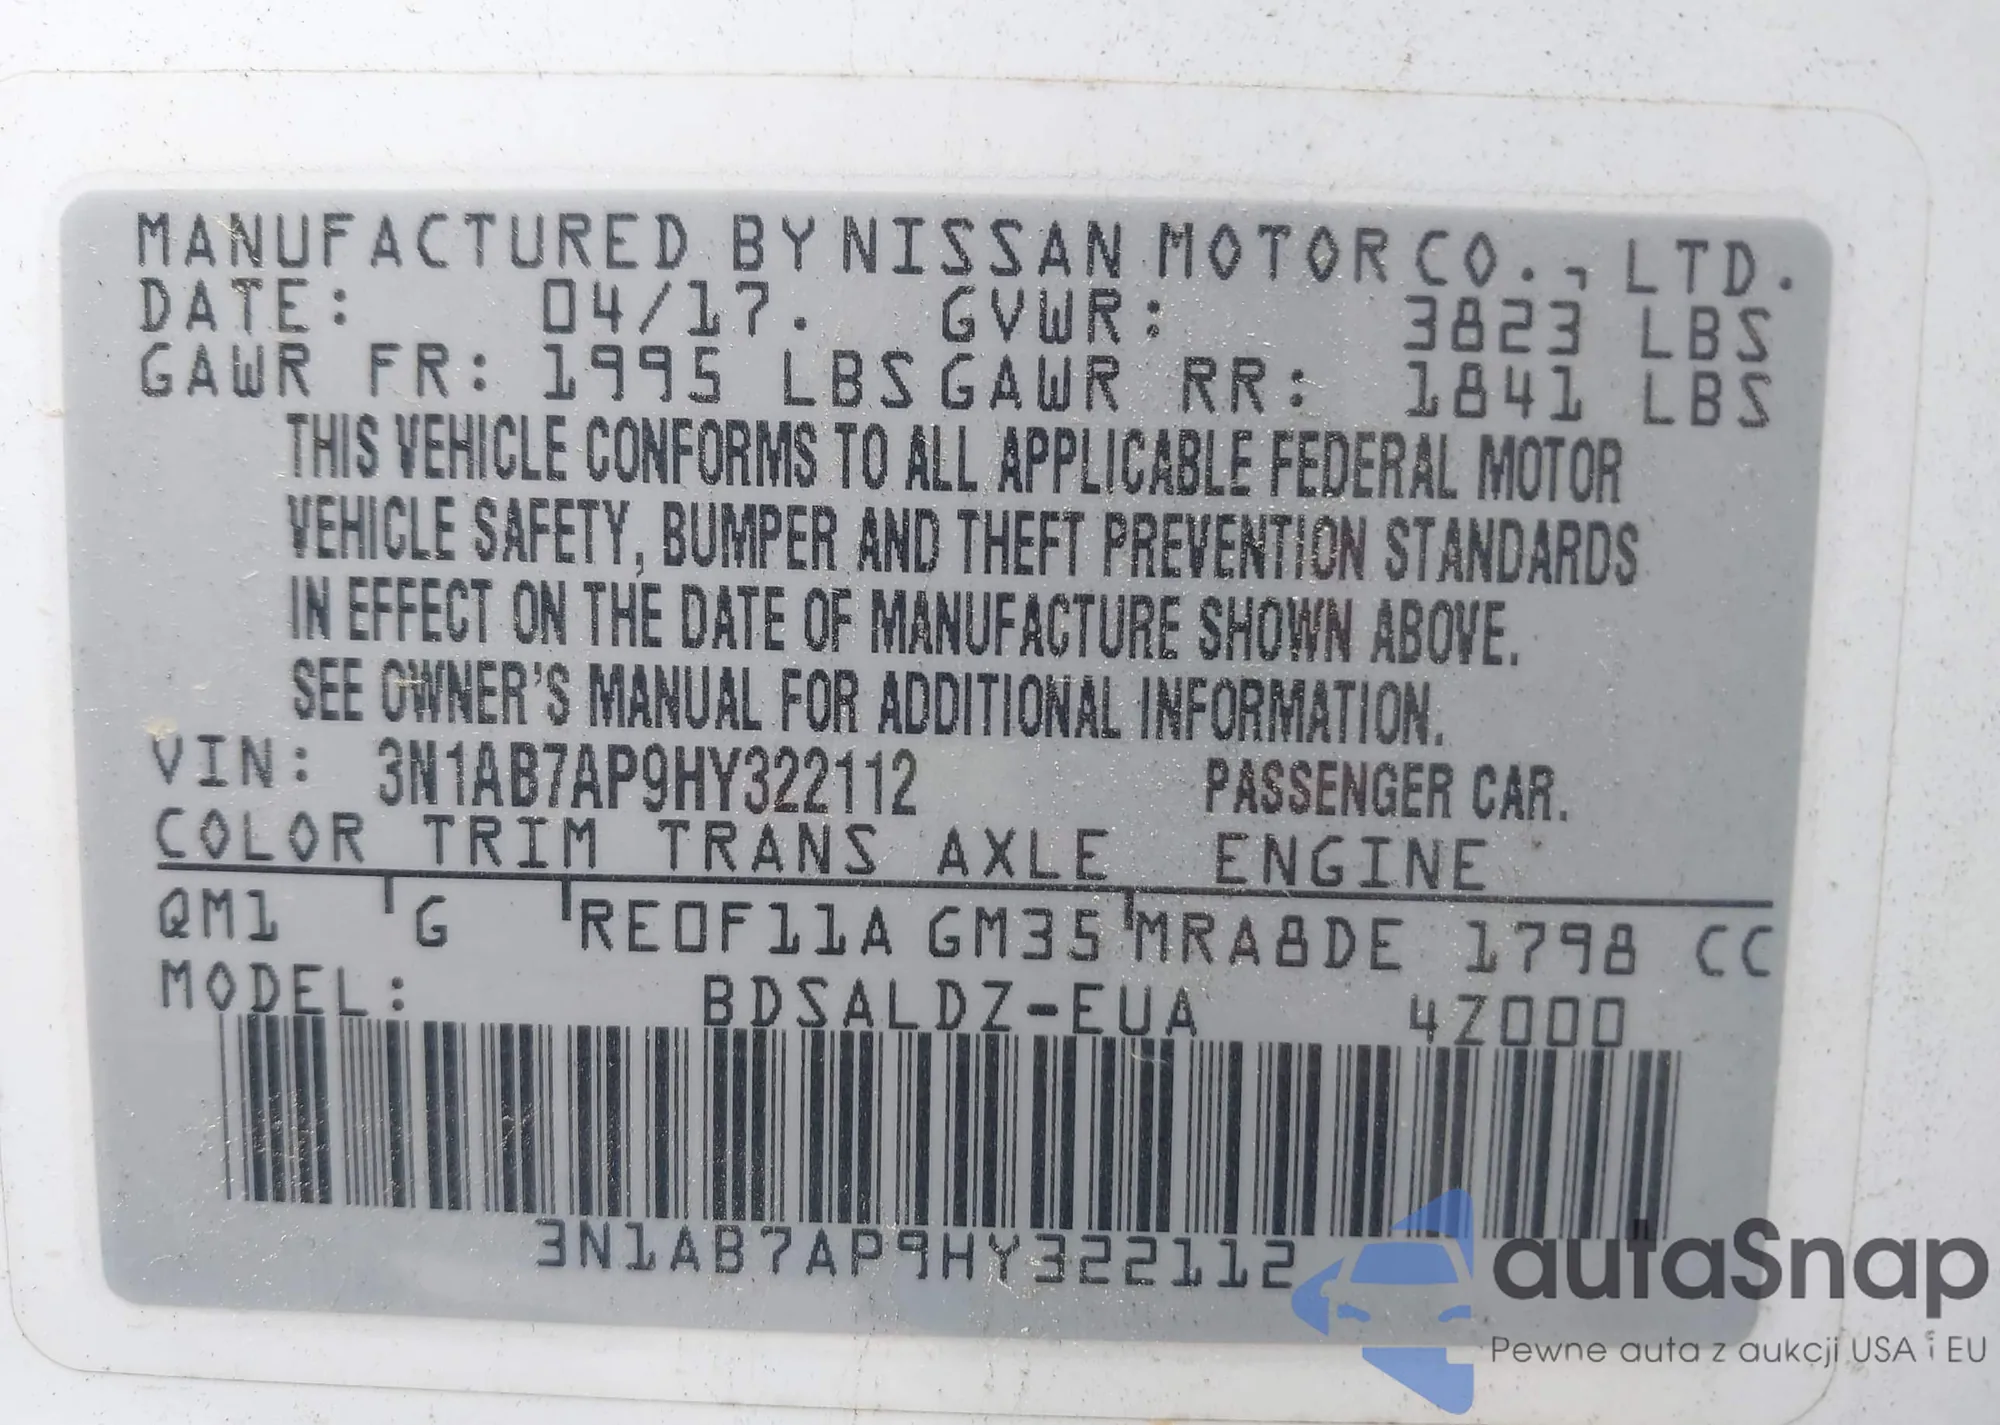 MANUFACTURED BY NISSAN MOTOR CO., LTD.
DATE: 04/17. GVWR: 3823 LBS
GAWR FR: 1995 LBS GAWR RR: 1841 LBS
THIS VEHICLE CONFORMS TO ALL APPLICABLE FEDERAL MOTOR
VEHICLE SAFETY, BUMPER AND THEFT PREVENTION STANDARDS
IN EFFECT ON THE DATE OF MANUFACTURE SHOWN ABOVE.
SEE OWNER'S MANUAL FOR ADDITIONAL INFORMATION.
VIN: 3N1AB7AP9HY322112 PASSENGER CAR.
COLOR TRIM TRANS AXLE ENGINE
QM1 G RE0F11A GM35 MRA8DE 1798 CC
MODEL: BDSALDZ-EUA 4Z000
3N1AB7AP9HY322112
autaSnap
Pewne auta z aukcji USA i EU